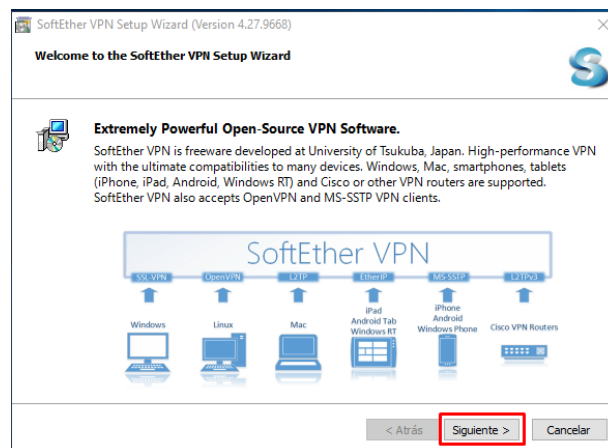 SoftEther VPN Setup Wizard (Version 4.27.9668)
Welcome to the SoftEther VPN Setup Wizard
Extremely Powerful Open-Source VPN Software.
SoftEther VPN is freeware developed at University of Tsukuba, Japan. High-performance VPN
with the ultimate compatibilities to many devices. Windows, Mac, smartphones, tablets
(iPhone, iPad, Android, Windows RT) and Cisco or other VPN routers are supported.
SoftEther VPN also accepts OpenVPN and MS-SSTP VPN clients.
SoftEther VPN
SSL-VPN OpenVPN L2TP EtherIP MS-SSTP L2TPv3
Windows Linux Mac iPad
Android Tab
Windows RT iPhone
Android
Windows Phone Cisco VPN Routers
< Atrás Siguiente > Cancelar